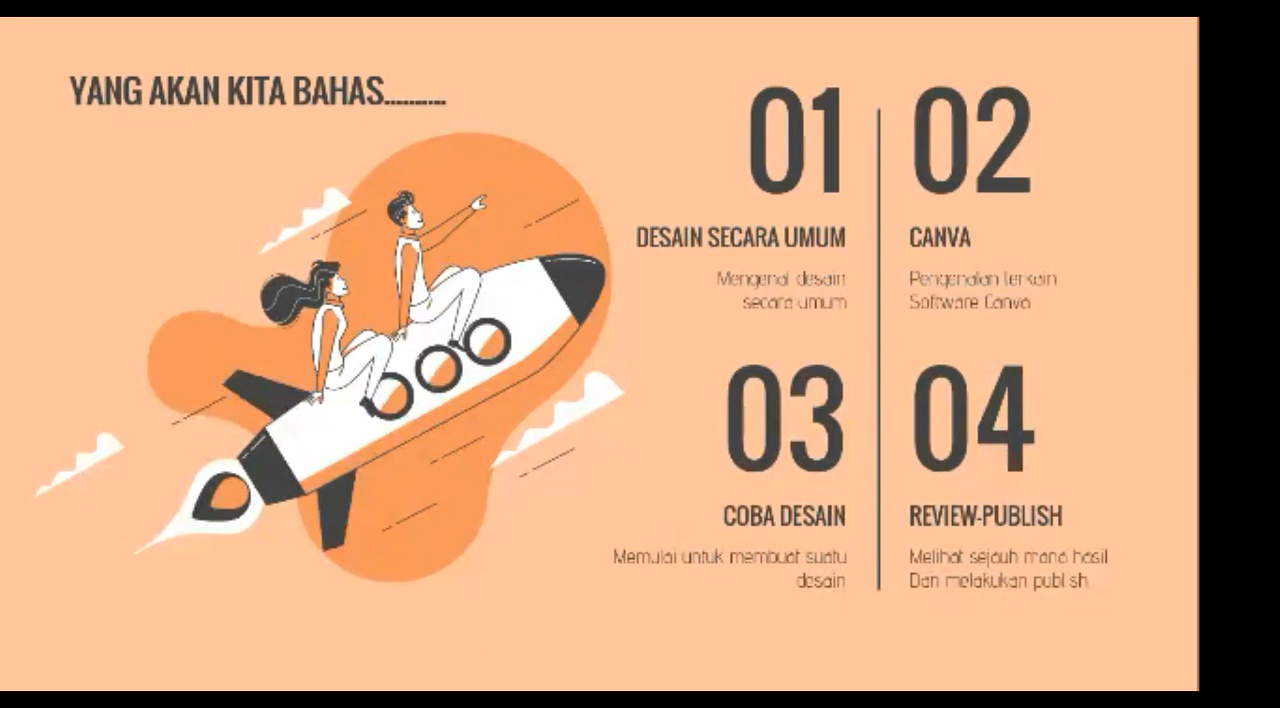 YANG AKAN KITA BAHAS..........
01
DESAIN SECARA UMUM
Mengenal desain
secara umum
02
CANVA
Pengenalan terkain
Software Canva
03
COBA DESAIN
Memulai untuk membuat suatu
desain
04
REVIEW-PUBLISH
Melihat sejauh mana hasil
Dan melakukan publish